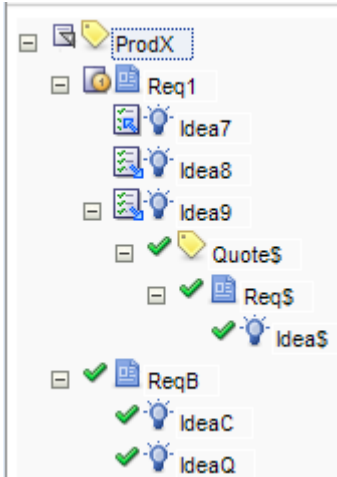 ProdX
Req1
Idea7
Idea8
Idea9
Quote$
Req$
Idea$
ReqB
IdeaC
IdeaQ